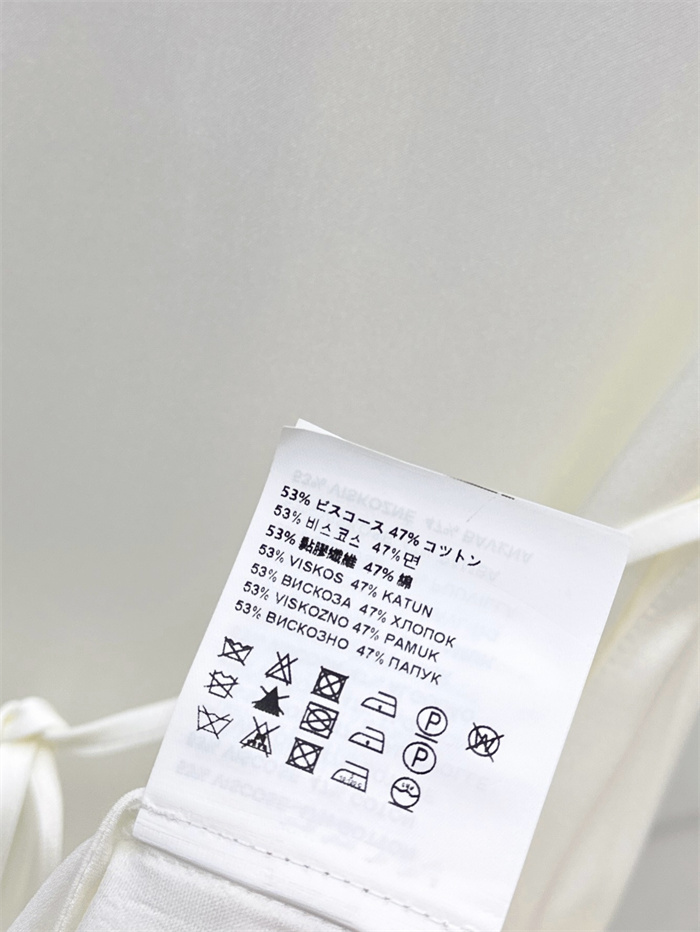 53% ビスコース 47% コットン
53% 비스코스 47% 면
53% 黏膠纖維 47% 綿
53% VISKOS 47% KATUN
53% ВИСКОЗА 47% ХЛОПОК
53% VISKOZNO 47% PAMUK
53% ВИСКОЗНО 47% ПАПУК
P
W
P